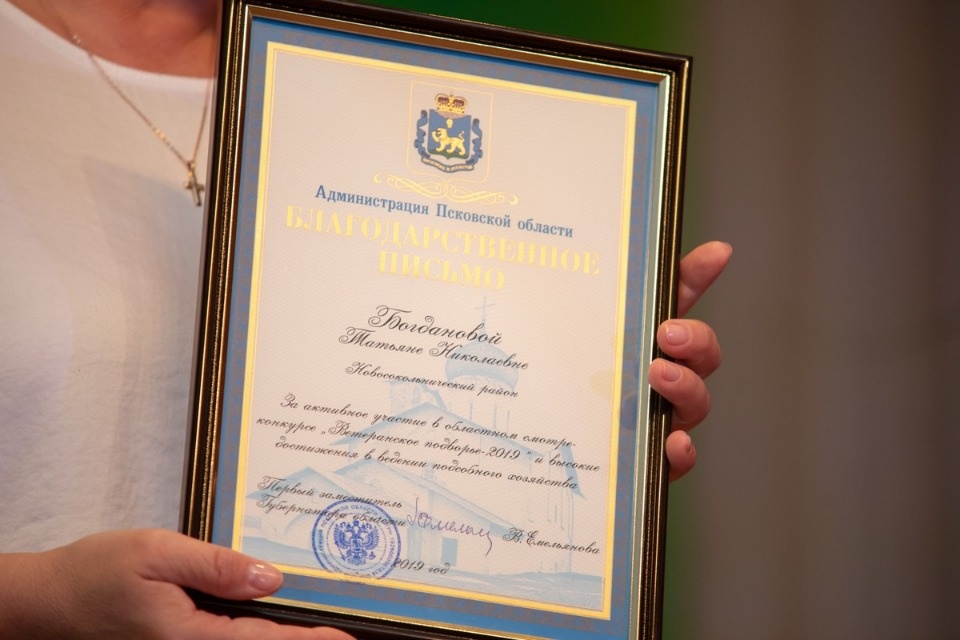 Администрация Псковской области
БЛАГОДАРСТВЕННОЕ
ПИСЬМО
Богдановой
Татьяне Николаевне
Новосокольнический район
За активное участие в областном смотре-
конкурсе „Ветеранское подворье-2019“ и высокие
достижения в ведении подсобного хозяйства
Первый заместитель
Губернатора области
В.Емельянова
2019 год